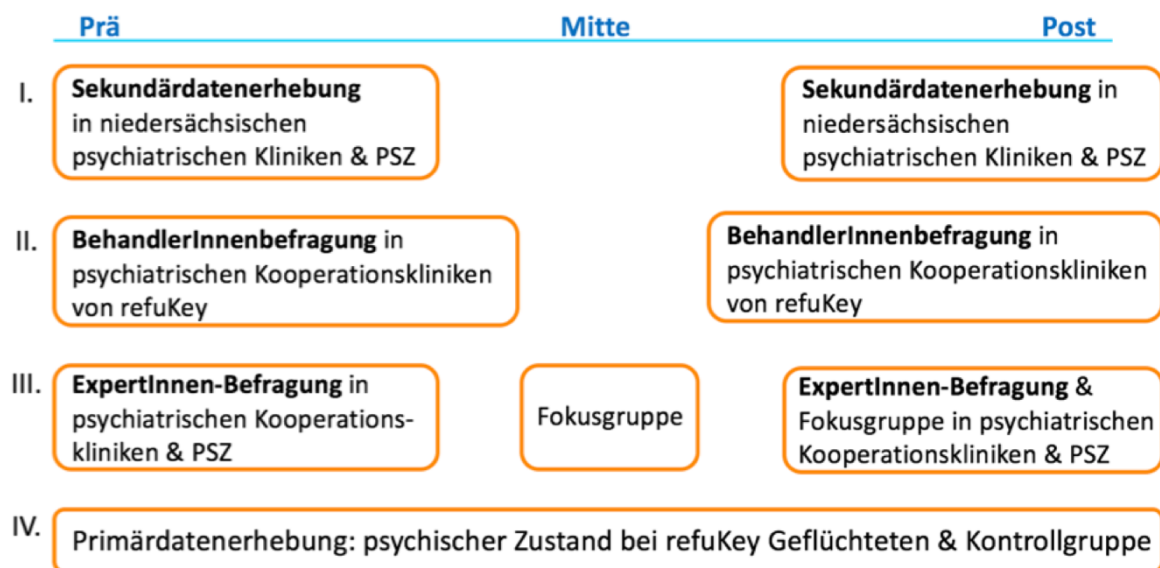 Prä Mitte Post
I.
Sekundärdatenerhebung
in niedersächsischen
psychiatrischen Kliniken & PSZ
Sekundärdatenerhebung in
niedersächsischen
psychiatrischen Kliniken & PSZ
II.
BehandlerInnenbefragung in
psychiatrischen Kooperationskliniken
von refuKey
BehandlerInnenbefragung in
psychiatrischen Kooperationskliniken
von refuKey
III.
ExpertInnen-Befragung in
psychiatrischen Kooperations-
kliniken & PSZ
Fokusgruppe
ExpertInnen-Befragung &
Fokusgruppe in psychiatrischen
Kooperationskliniken & PSZ
IV.
Primärdatenerhebung: psychischer Zustand bei refuKey Geflüchteten & Kontrollgruppe